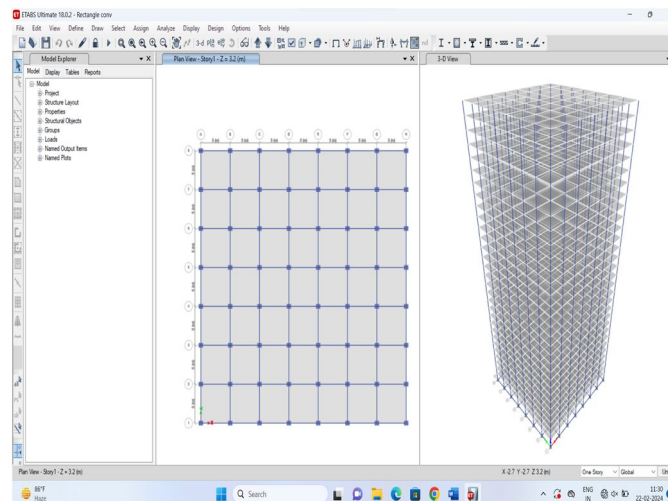 ETABS Ultimate 18.0.2 - Rectangle conv
File Edit View Define Draw Select Assign Analyze Display Design Options Tools Help
Model Explorer
Plan View - Story1 - Z = 3.2 (m)
3-D View
Model Display Tables Reports
Model
Project
Structure Layout
Properties
Structural Objects
Groups
Loads
Named Output Items
Named Plots
Plan View - Story1 - Z = 3.2 (m)
X -2.7 Y -2.7 Z 3.2 (m)
One Story
Global
86°F
Haze
Search
ENG
IN
11:30
22-02-2024